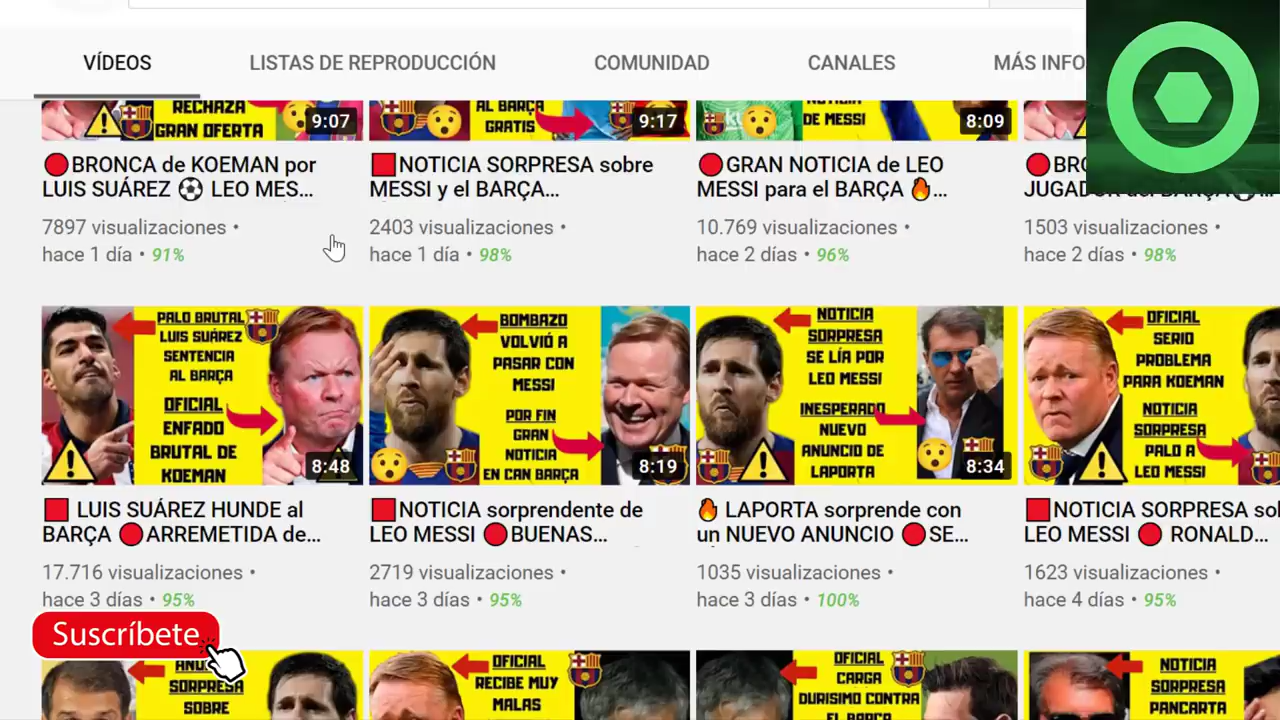 VÍDEOS
LISTAS DE REPRODUCCIÓN
COMUNIDAD
CANALES
MÁS INFO
RECHAZA
GRAN OFERTA
9:07
AL BARÇA
GRATIS
9:17
NOTICIA
DE MESSI
8:09
🔴BRONCA de KOEMAN por
LUIS SUÁREZ ⚽ LEO MES...
7897 visualizaciones •
hace 1 día • 91%
🟥NOTICIA SORPRESA sobre
MESSI y el BARÇA...
2403 visualizaciones •
hace 1 día • 98%
🔴GRAN NOTICIA de LEO
MESSI para el BARÇA 🔥...
10.769 visualizaciones •
hace 2 días • 96%
🔴BRO
JUGADOR del BARÇA
1503 visualizaciones •
hace 2 días • 98%
PALO BRUTAL
LUIS SUÁREZ
SENTENCIA
AL BARÇA
OFICIAL
ENFADO
BRUTAL DE
KOEMAN
8:48
BOMBAZO
VOLVIÓ A
PASAR CON
MESSI
POR FIN
GRAN
NOTICIA
EN CAN BARÇA
8:19
NOTICIA
SORPRESA
SE LÍA POR
LEO MESSI
INESPERADO
NUEVO
ANUNCIO DE
LAPORTA
8:34
OFICIAL
SERIO
PROBLEMA
PARA KOEMAN
NOTICIA
SORPRESA
PALO A
LEO MESSI
🟥 LUIS SUÁREZ HUNDE al
BARÇA 🔴ARREMETIDA de...
17.716 visualizaciones •
hace 3 días • 95%
🟥NOTICIA sorprendente de
LEO MESSI 🔴BUENAS...
2719 visualizaciones •
hace 3 días • 95%
🔥 LAPORTA sorprende con
un NUEVO ANUNCIO 🔴SE...
1035 visualizaciones •
hace 3 días • 100%
🟥NOTICIA SORPRESA so
LEO MESSI 🔴 RONALD...
1623 visualizaciones •
hace 4 días • 95%
Suscríbete
SORPRESA
SOBRE
OFICIAL
RECIBE MUY
MALAS
OFICIAL
CARGA
DURISIMO CONTRA
EL BARÇA
NOTICIA
SORPRESA
PANCARTA